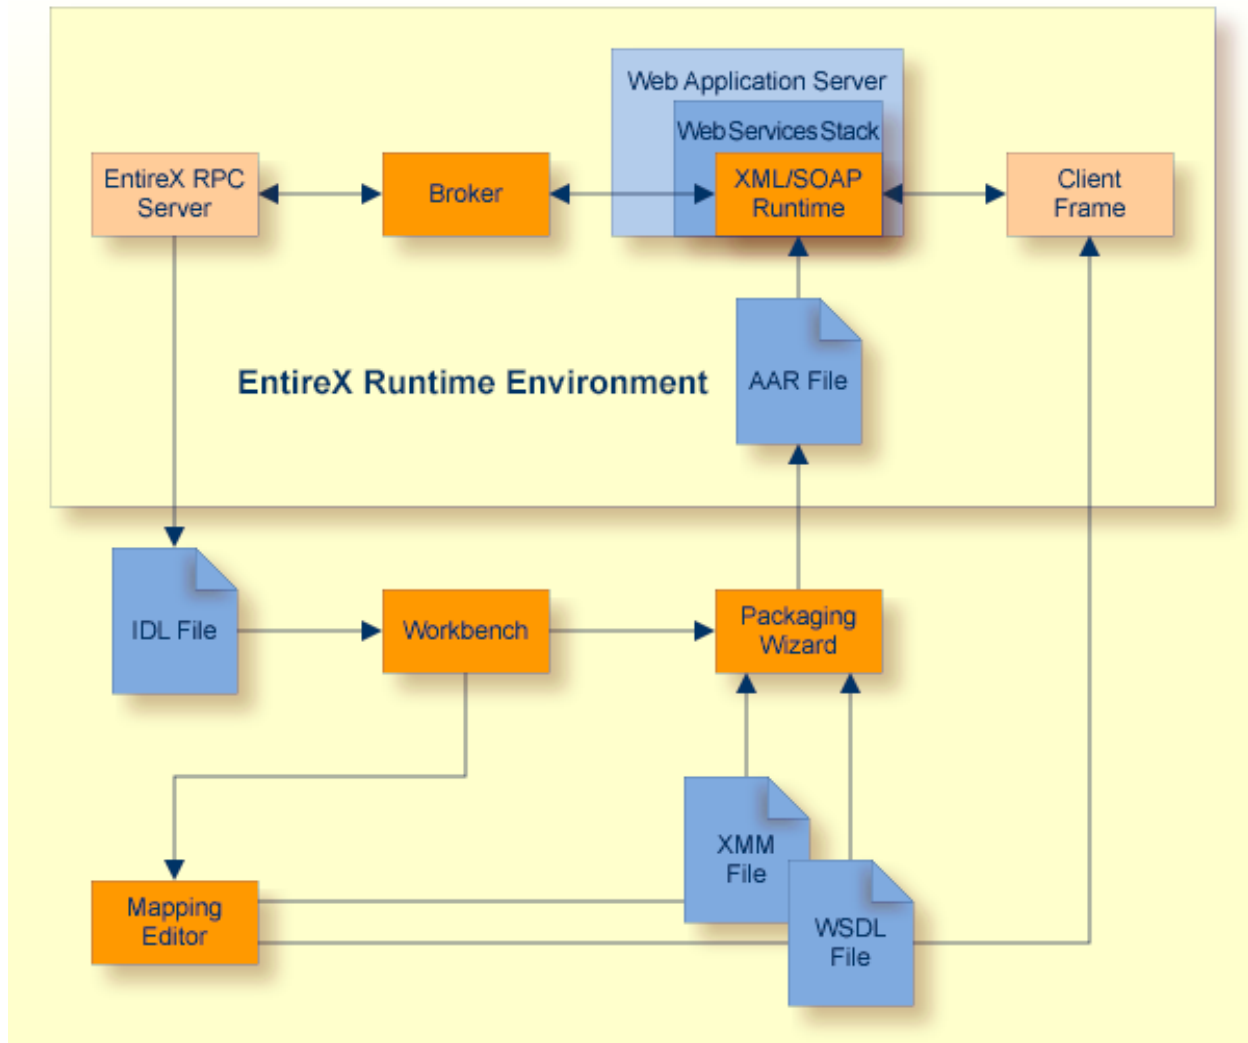 Web Application Server
Web Services Stack
EntireX RPC
Server
Broker
XML/SOAP
Runtime
Client
Frame
EntireX Runtime Environment
AAR File
IDL File
Workbench
Packaging
Wizard
XMM
File
Mapping
Editor
WSDL
File